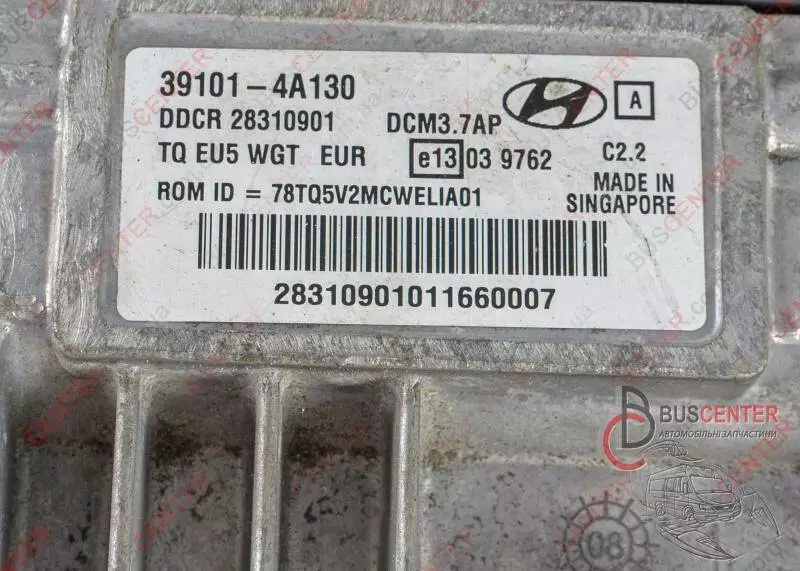 39101-4A130
DDCR 28310901 DCM3.7AP A
TQ EU5 WGT EUR e13 03 9762 C2.2
ROM ID = 78TQ5V2MCWELIA01
MADE IN
SINGAPORE
28310901011660007
BUSCENTER
АВТОМОБІЛЬНІ ЗАПЧАСТИНИ
08